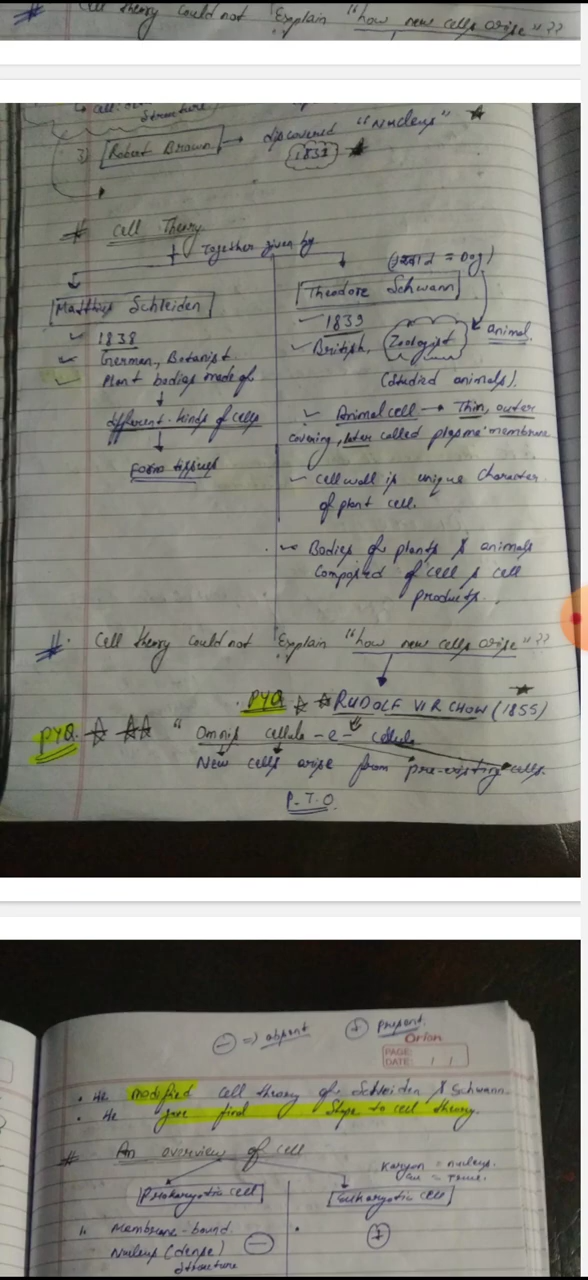 # Cell theory could not Explain "how new cells arise"??
structure
3) Robert Brown → discovered "Nucleus"
1831
# Cell Theory
Together given by
= Dog)
Matthias Schleiden
Theodore Schwann
1838
1839
German, Botanist
British, Zoologist
animal
Plant bodies made of
(studied animals).
different kinds of cells
Animal cell → Thin, outer
covering, later called plasma membrane
Form tissues
Cell wall is unique character
of plant cell.
Bodies of plants & animals
Composed of cell & cell
products.
#. Cell theory could not Explain "how new cells arise"??
PYQ RUDOLF VIRCHOW (1855)
PYQ "Omnis cellula-e-cellula
New cells arise from pre-existing cells.
P.T.O.
- => absent + present.
Orion
PAGE:
DATE: / /
• He modified cell theory of Schleiden & Schwann.
• He gave final shape to cell theory.
# An overview of cell
Karyon = nucleus.
Eu = True.
Prokaryotic cell
Eukaryotic cell
1. Membrane-bound
Nucleus (dense) - +
structure